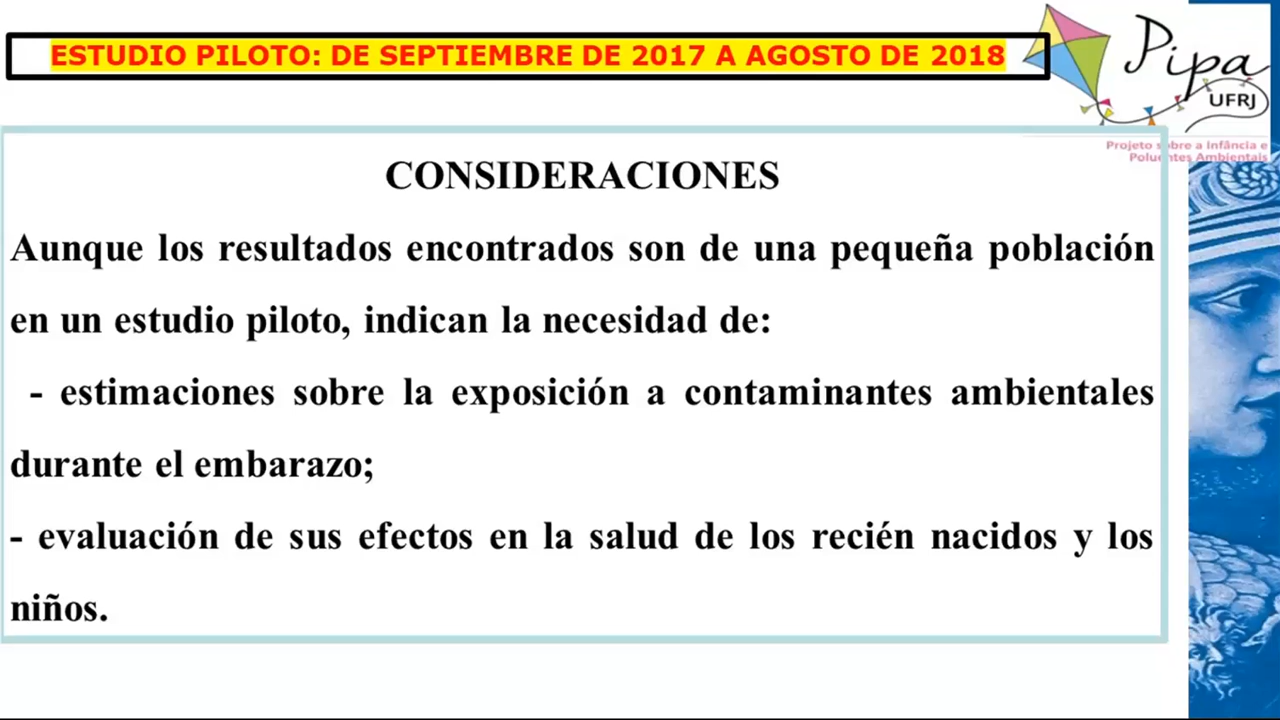 ESTUDIO PILOTO: DE SEPTIEMBRE DE 2017 A AGOSTO DE 2018
Pipa
UFRJ
Projeto sobre a Infância e
Poluentes Ambientais
CONSIDERACIONES
Aunque los resultados encontrados son de una pequeña población
en un estudio piloto, indican la necesidad de:
- estimaciones sobre la exposición a contaminantes ambientales
durante el embarazo;
- evaluación de sus efectos en la salud de los recién nacidos y los
niños.